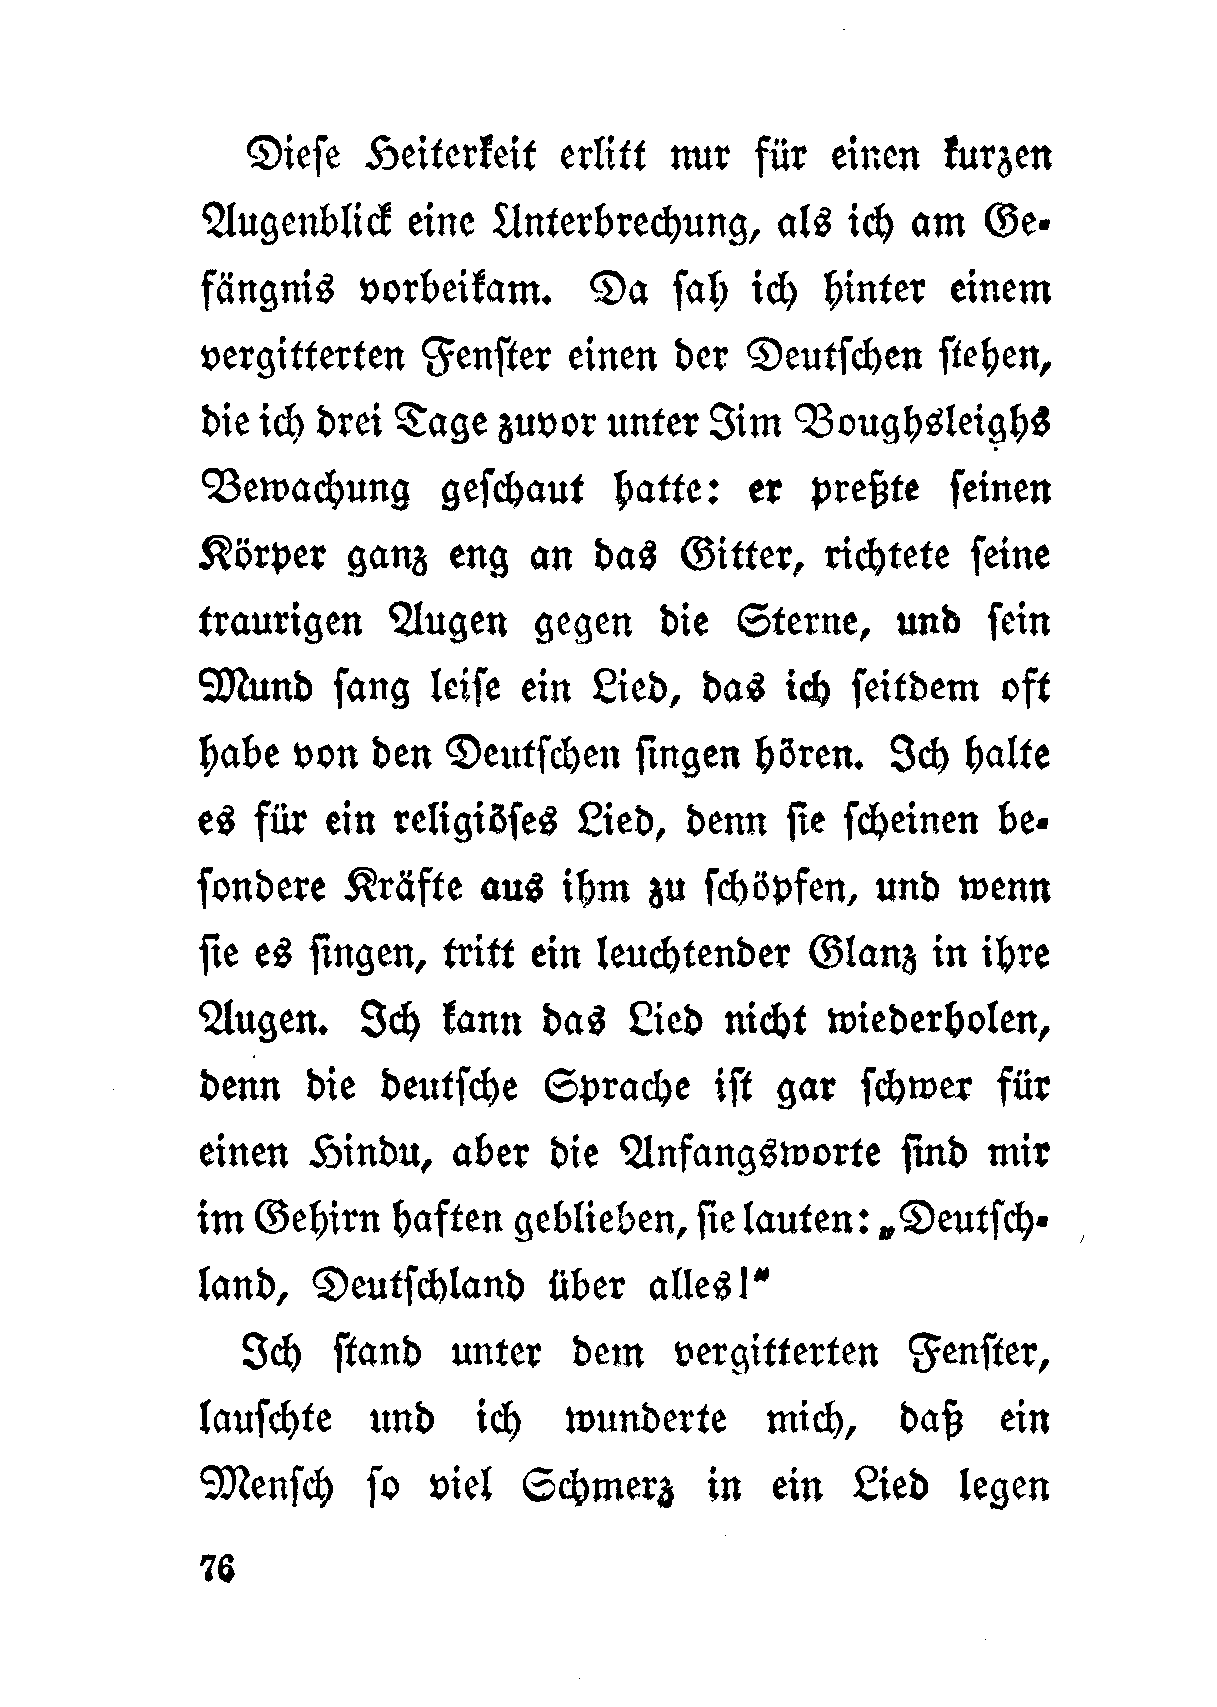 Diese Heiterkeit erlitt nur für einen kurzen
Augenblick eine Unterbrechung, als ich am Ge-
fängnis vorbeikam. Da sah ich hinter einem
vergitterten Fenster einen der Deutschen stehen,
die ich drei Tage zuvor unter Jim Boughsleighs
Bewachung geschaut hatte: er preßte seinen
Körper ganz eng an das Gitter, richtete seine
traurigen Augen gegen die Sterne, und sein
Mund sang leise ein Lied, das ich seitdem oft
habe von den Deutschen singen hören. Ich halte
es für ein religiöses Lied, denn sie scheinen be-
sondere Kräfte aus ihm zu schöpfen, und wenn
sie es singen, tritt ein leuchtender Glanz in ihre
Augen. Ich kann das Lied nicht wiederholen,
denn die deutsche Sprache ist gar schwer für
einen Hindu, aber die Anfangsworte sind mir
im Gehirn haften geblieben, sie lauten: „Deutsch-
land, Deutschland über alles!"
Ich stand unter dem vergitterten Fenster,
lauschte und ich wunderte mich, daß ein
Mensch so viel Schmerz in ein Lied legen
76